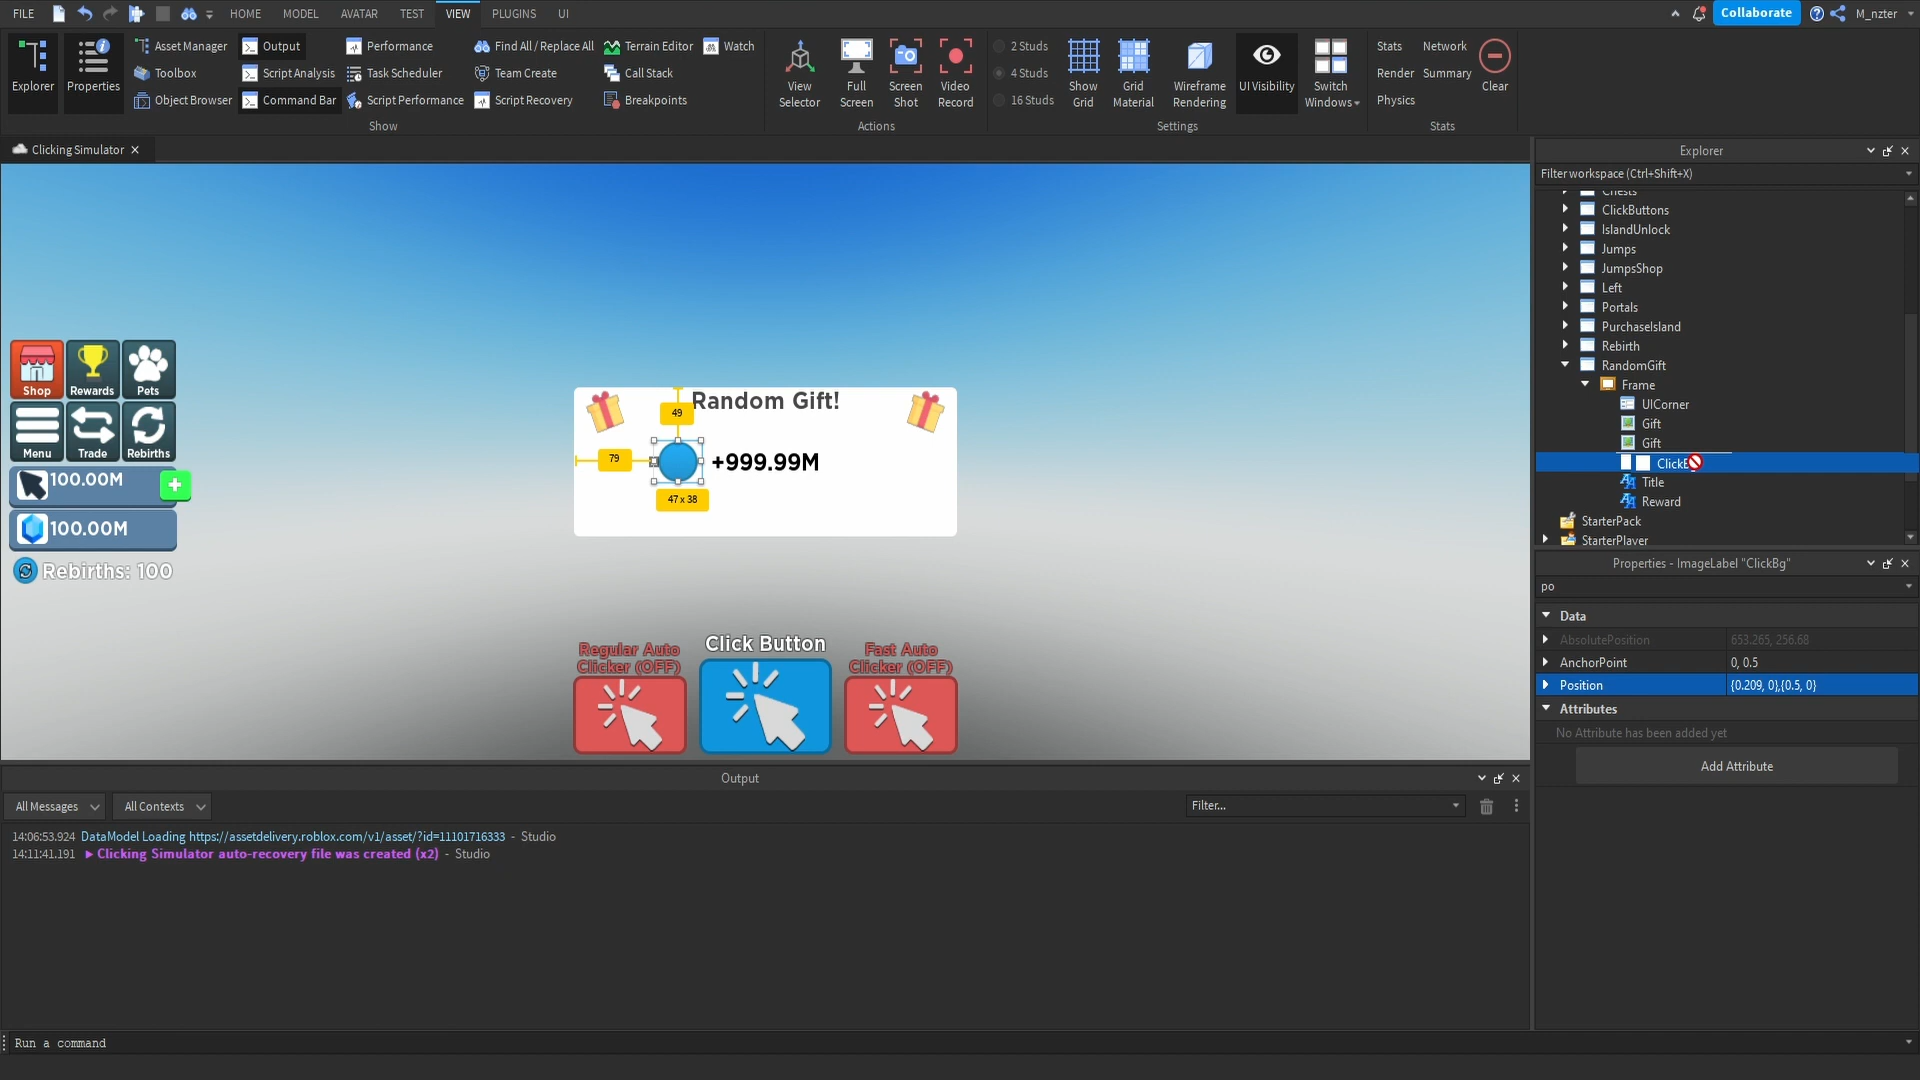 FILE HOME MODEL AVATAR TEST VIEW PLUGINS UI Collaborate M_nzter
Explorer
Properties
Asset Manager
Toolbox
Object Browser
Output
Script Analysis
Command Bar
Performance
Task Scheduler
Script Performance
Find All / Replace All
Team Create
Script Recovery
Terrain Editor
Call Stack
Breakpoints
Watch
Show
View
Selector
Full
Screen
Screen
Shot
Video
Record
Actions
2 Studs
4 Studs
16 Studs
Show
Grid
Grid
Material
Wireframe
Rendering
UI Visibility
Switch
Windows
Settings
Stats
Render
Physics
Network
Summary
Clear
Stats
Clicking Simulator
Shop
Rewards
Pets
Menu
Trade
Rebirths
100.00M
100.00M
Rebirths: 100
Random Gift!
49
79
+999.99M
47 x 38
Regular Auto
Clicker (OFF)
Click Button
Fast Auto
Clicker (OFF)
Explorer
Filter workspace (Ctrl+Shift+X)
Chests
ClickButtons
IslandUnlock
Jumps
JumpsShop
Left
Portals
PurchaseIsland
Rebirth
RandomGift
Frame
UICorner
Gift
Gift
Title
Reward
StarterPack
StarterPlayer
Properties - ImageLabel "ClickBg"
po
Data
AbsolutePosition 653.265, 256.68
AnchorPoint 0, 0.5
Position {0.209, 0},{0.5, 0}
Attributes
No Attribute has been added yet
Add Attribute
Output
All Messages All Contexts Filter...
14:06:53.924 DataModel Loading https://assetdelivery.roblox.com/v1/asset/?id=11101716333 - Studio
14:11:41.191 Clicking Simulator auto-recovery file was created (x2) - Studio
Run a command